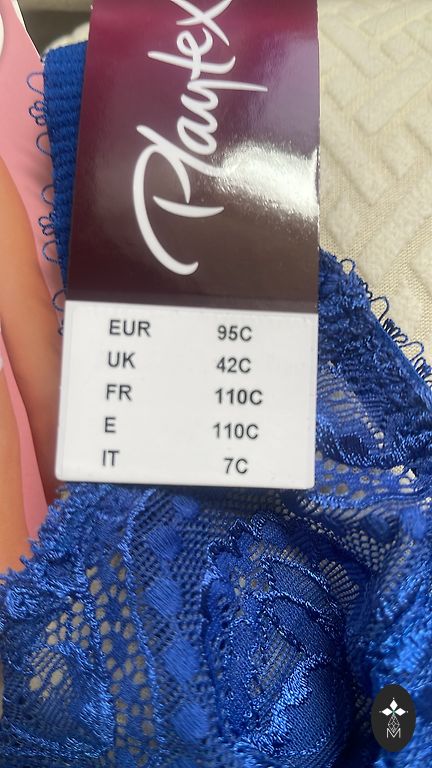 Playtex
EUR 95C
UK 42C
FR 110C
E 110C
IT 7C
M